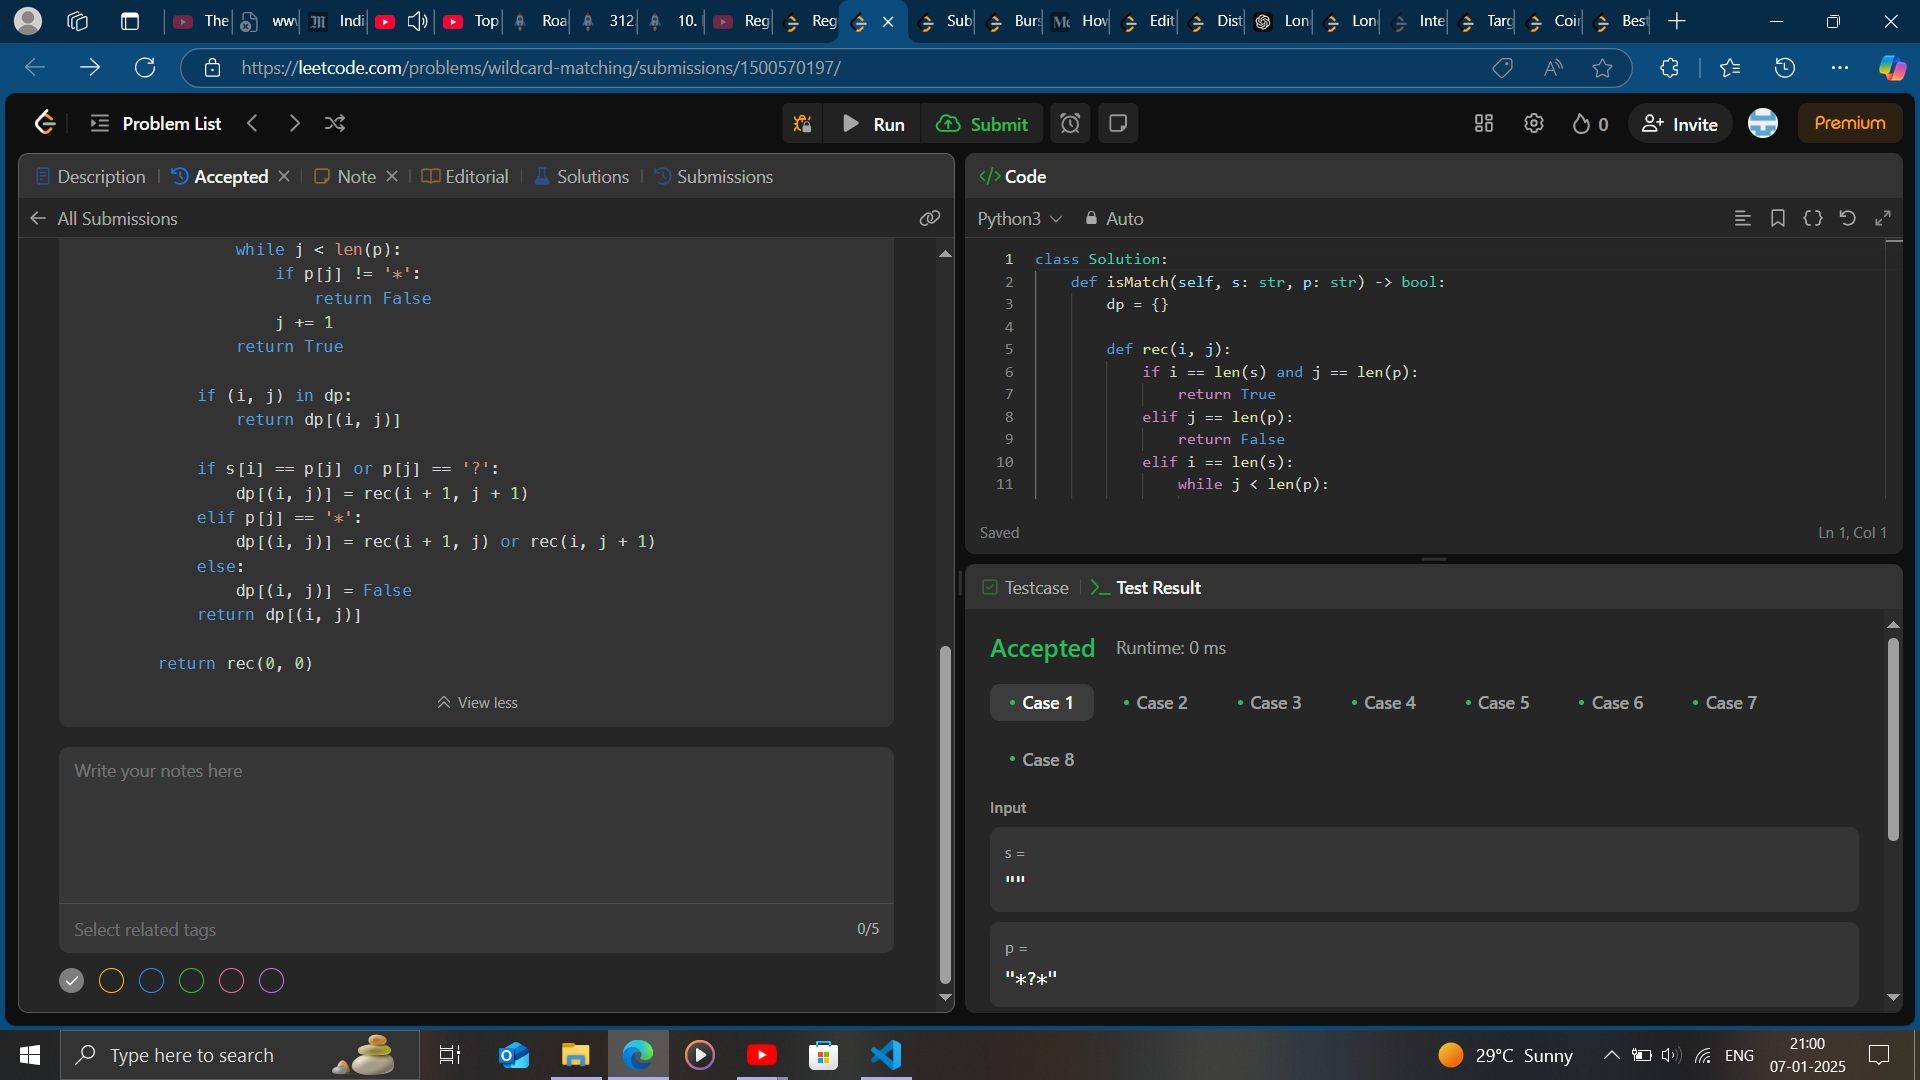 The
ww
Indi
Top
Roa
312.
10.
Reg
Reg
Sub
Burs
Hov
Edit
Dist
Lon
Lon
Inte
Targ
Coi
Best
https://leetcode.com/problems/wildcard-matching/submissions/1500570197/
Problem List
Run
Submit
0
Invite
Premium
Description
Accepted
Note
Editorial
Solutions
Submissions
All Submissions
while j < len(p):
if p[j] != '*':
return False
j += 1
return True
if (i, j) in dp:
return dp[(i, j)]
if s[i] == p[j] or p[j] == '?':
dp[(i, j)] = rec(i + 1, j + 1)
elif p[j] == '*':
dp[(i, j)] = rec(i + 1, j) or rec(i, j + 1)
else:
dp[(i, j)] = False
return dp[(i, j)]
return rec(0, 0)
View less
Write your notes here
Select related tags
0/5
</> Code
Python3
Auto
1 class Solution:
2 def isMatch(self, s: str, p: str) -> bool:
3 dp = {}
4
5 def rec(i, j):
6 if i == len(s) and j == len(p):
7 return True
8 elif j == len(p):
9 return False
10 elif i == len(s):
11 while j < len(p):
Saved
Ln 1, Col 1
Testcase
Test Result
Accepted
Runtime: 0 ms
Case 1
Case 2
Case 3
Case 4
Case 5
Case 6
Case 7
Case 8
Input
s =
""
p =
"*?*"
Type here to search
29°C Sunny
ENG
21:00
07-01-2025